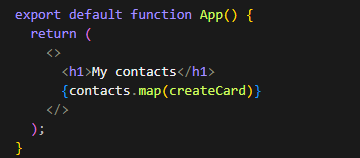 export default function App() {
  return (
    <>
      <h1>My contacts</h1>
      {contacts.map(createCard)}
    </>
  );
}